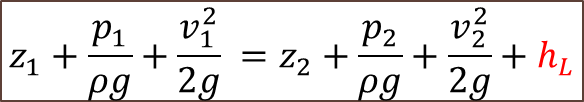 z₁ + p₁/ρg + v₁²/2g = z₂ + p₂/ρg + v₂²/2g + h_L